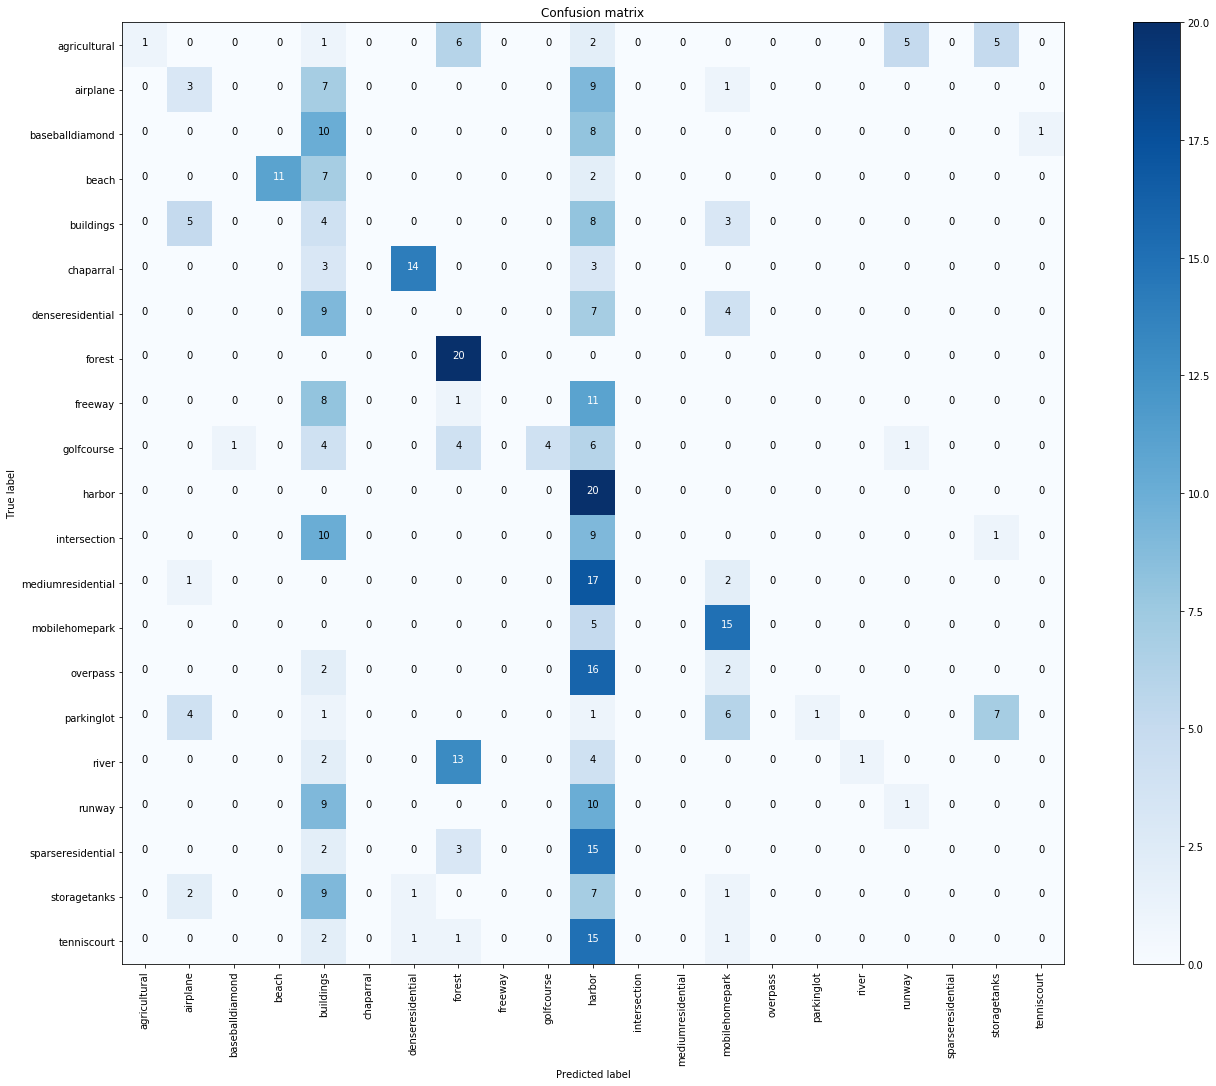 Confusion matrix
agricultural 1 0 0 0 1 0 0 6 0 0 2 0 0 0 0 0 0 5 0 5 0
airplane 0 3 0 0 7 0 0 0 0 0 9 0 0 1 0 0 0 0 0 0 0
baseballdiamond 0 0 0 0 10 0 0 0 0 0 8 0 0 0 0 0 0 0 0 0 1
beach 0 0 0 11 7 0 0 0 0 0 2 0 0 0 0 0 0 0 0 0 0
buildings 0 5 0 0 4 0 0 0 0 0 8 0 0 3 0 0 0 0 0 0 0
chaparral 0 0 0 0 3 0 14 0 0 0 3 0 0 0 0 0 0 0 0 0 0
denseresidential 0 0 0 0 9 0 0 0 0 0 7 0 0 4 0 0 0 0 0 0 0
forest 0 0 0 0 0 0 0 20 0 0 0 0 0 0 0 0 0 0 0 0 0
freeway 0 0 0 0 8 0 0 1 0 0 11 0 0 0 0 0 0 0 0 0 0
golfcourse 0 0 1 0 4 0 0 4 0 4 6 0 0 0 0 0 0 1 0 0 0
harbor 0 0 0 0 0 0 0 0 0 0 20 0 0 0 0 0 0 0 0 0 0
intersection 0 0 0 0 10 0 0 0 0 0 9 0 0 0 0 0 0 0 0 1 0
mediumresidential 0 1 0 0 0 0 0 0 0 0 17 0 0 2 0 0 0 0 0 0 0
mobilehomepark 0 0 0 0 0 0 0 0 0 0 5 0 0 15 0 0 0 0 0 0 0
overpass 0 0 0 0 2 0 0 0 0 0 16 0 0 2 0 0 0 0 0 0 0
parkinglot 0 4 0 0 1 0 0 0 0 0 1 0 0 6 0 1 0 0 0 7 0
river 0 0 0 0 2 0 0 13 0 0 4 0 0 0 0 0 1 0 0 0 0
runway 0 0 0 0 9 0 0 0 0 0 10 0 0 0 0 0 0 1 0 0 0
sparseresidential 0 0 0 0 2 0 0 3 0 0 15 0 0 0 0 0 0 0 0 0 0
storagetanks 0 2 0 0 9 0 1 0 0 0 7 0 0 1 0 0 0 0 0 0 0
tenniscourt 0 0 0 0 2 0 1 1 0 0 15 0 0 1 0 0 0 0 0 0 0
True label
agricultural
airplane
baseballdiamond
beach
buildings
chaparral
denseresidential
forest
freeway
golfcourse
harbor
intersection
mediumresidential
mobilehomepark
overpass
parkinglot
river
runway
sparseresidential
storagetanks
tenniscourt
Predicted label
20.0
17.5
15.0
12.5
10.0
7.5
5.0
2.5
0.0